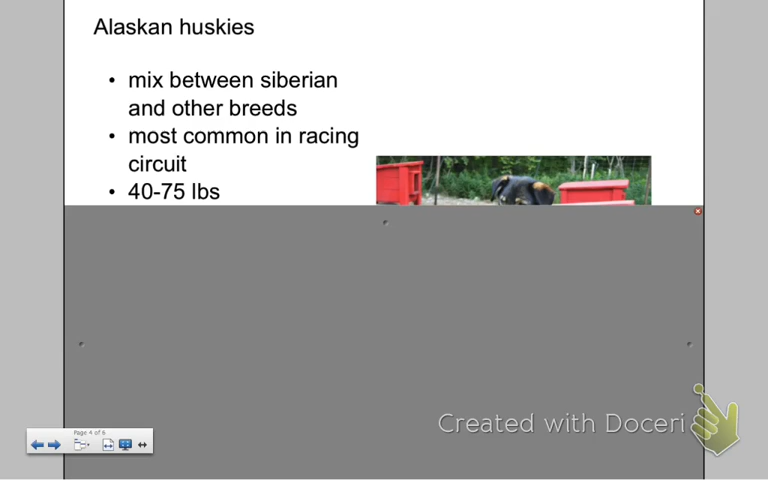 Alaskan huskies
• mix between siberian
and other breeds
• most common in racing
circuit
• 40-75 lbs
Created with Doceri
Page 4 of 6